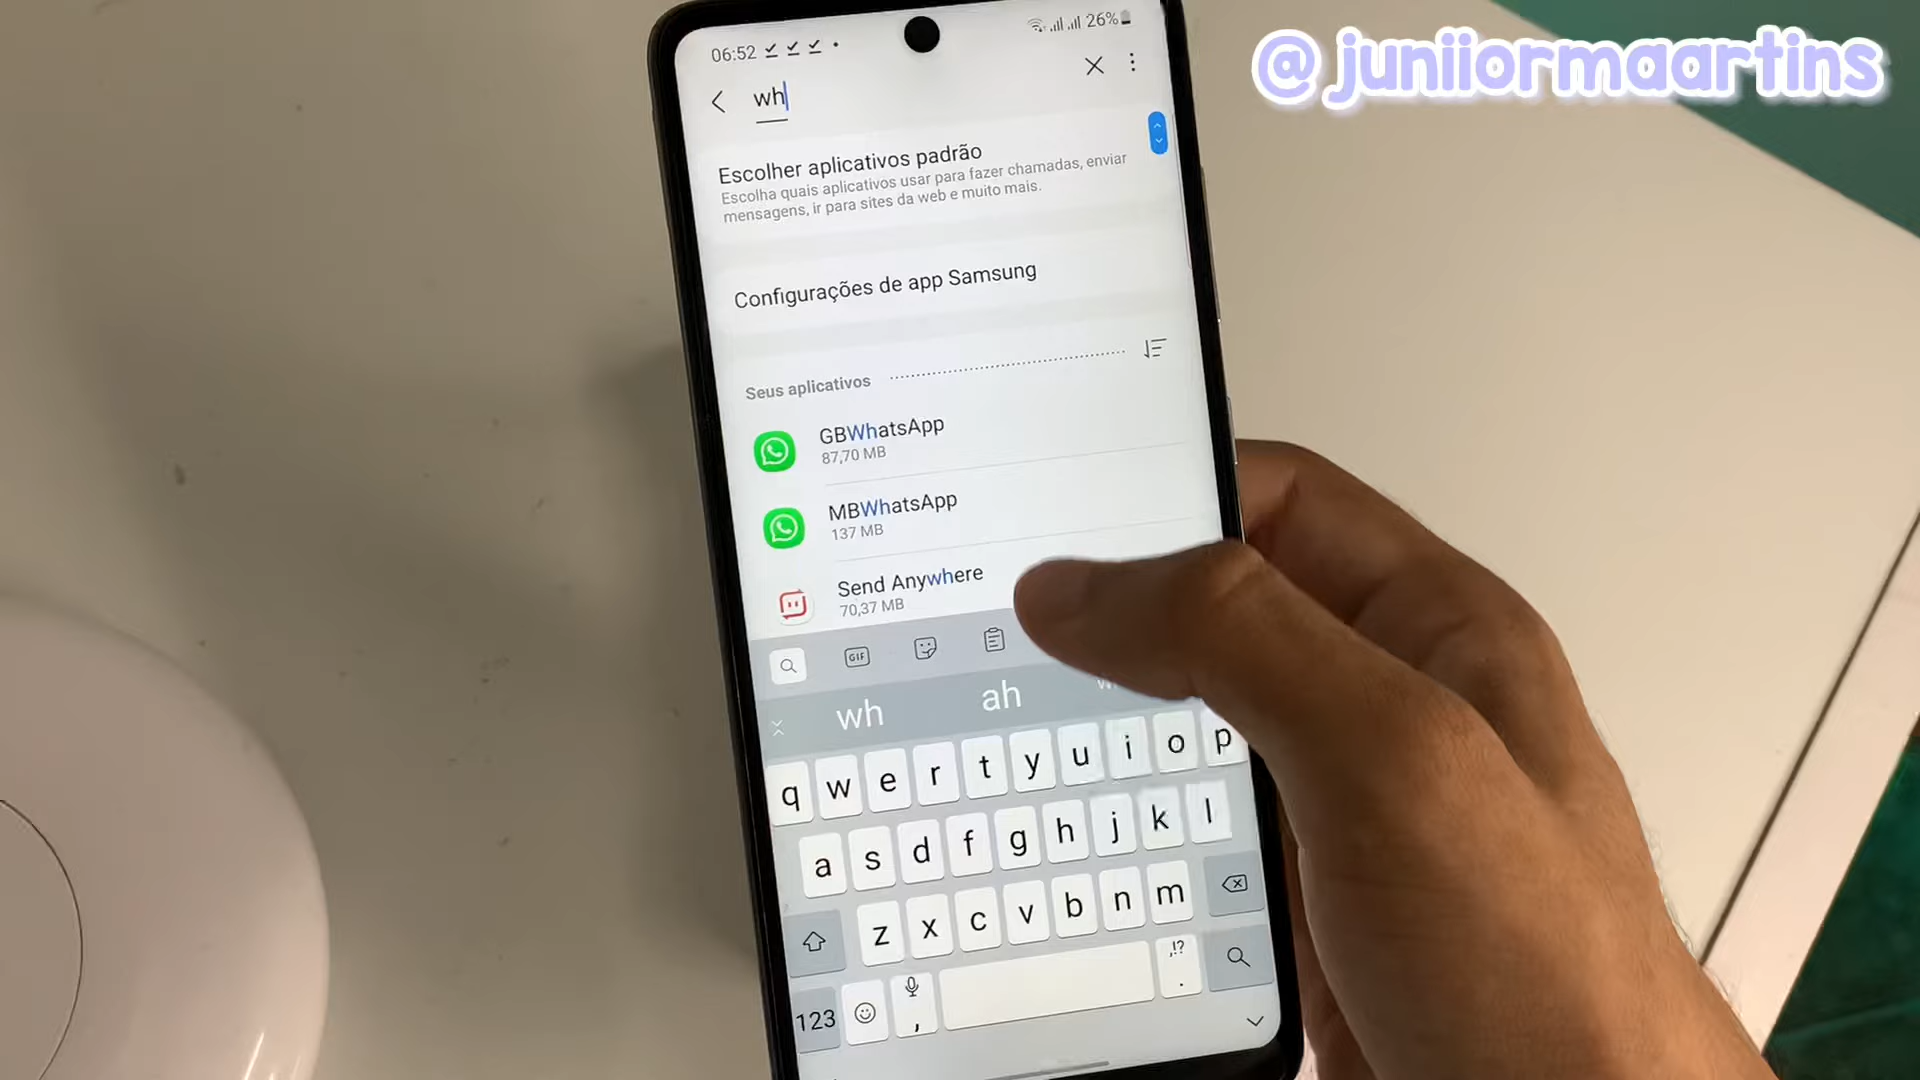 @juniiormaartins
06:52
26%
wh
Escolher aplicativos padrão
Escolha quais aplicativos usar para fazer chamadas, enviar
mensagens, ir para sites da web e muito mais.
Configurações de app Samsung
Seus aplicativos
GBWhatsApp
87,70 MB
MBWhatsApp
137 MB
Send Anywhere
70,37 MB
GIF
wh ah
q w e r t y u i o p
a s d f g h j k l
z x c v b n m
123 , ,!? .